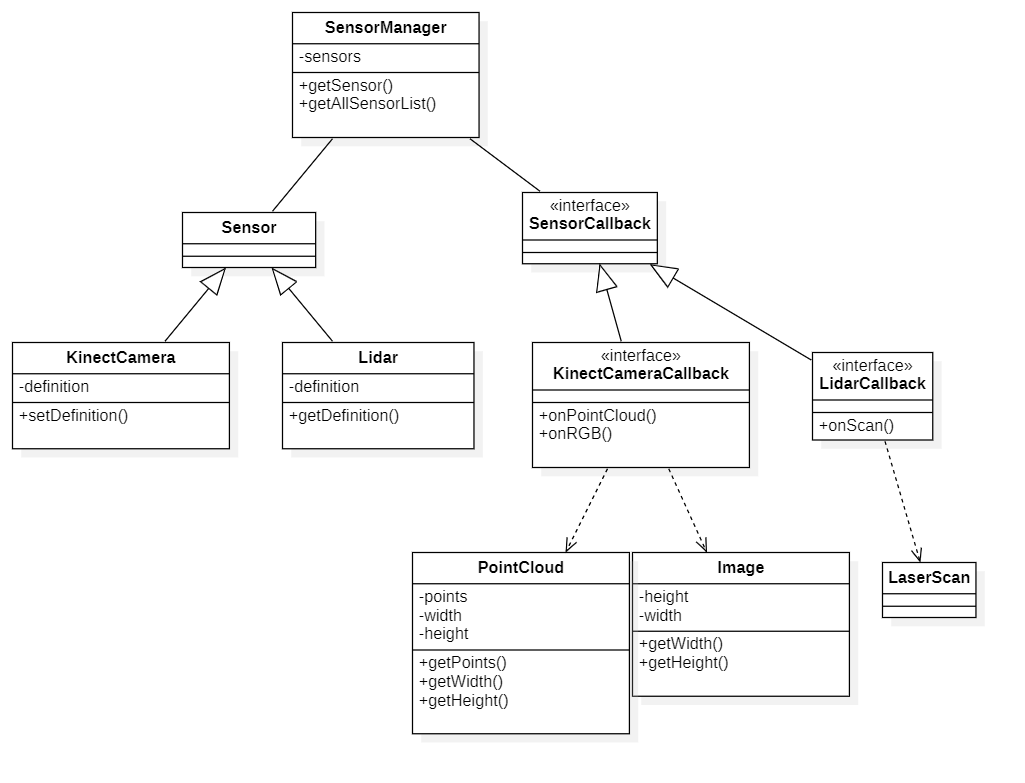 SensorManager
-sensors
+getSensor()
+getAllSensorList()
Sensor
«interface»
SensorCallback
KinectCamera
-definition
+setDefinition()
Lidar
-definition
+getDefinition()
«interface»
KinectCameraCallback
+onPointCloud()
+onRGB()
«interface»
LidarCallback
+onScan()
PointCloud
-points
-width
-height
+getPoints()
+getWidth()
+getHeight()
Image
-height
-width
+getWidth()
+getHeight()
LaserScan